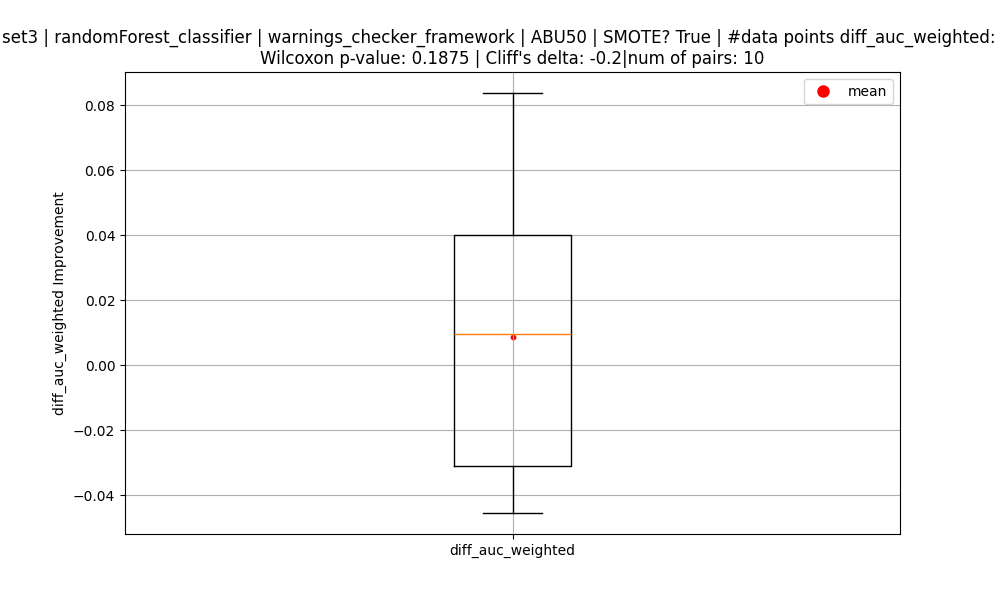 set3 | randomForest_classifier | warnings_checker_framework | ABU50 | SMOTE? True | #data points diff_auc_weighted:
Wilcoxon p-value: 0.1875 | Cliff's delta: -0.2|num of pairs: 10
mean
0.08
0.06
0.04
0.02
0.00
−0.02
−0.04
diff_auc_weighted Improvement
diff_auc_weighted